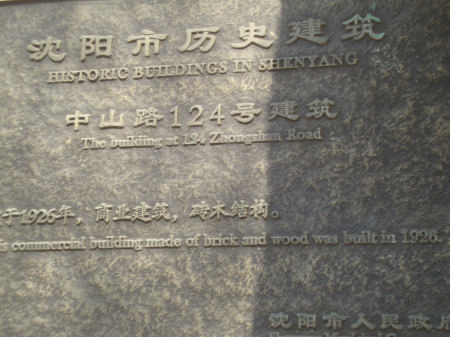 沈阳市历史建筑
HISTORIC BUILDINGS IN SHENYANG
中山路124号建筑
The building at 124 Zhongshan Road
于1926年，商业建筑，砖木结构。
commercial building made of brick and wood was built in 1926.
沈阳市人民政府